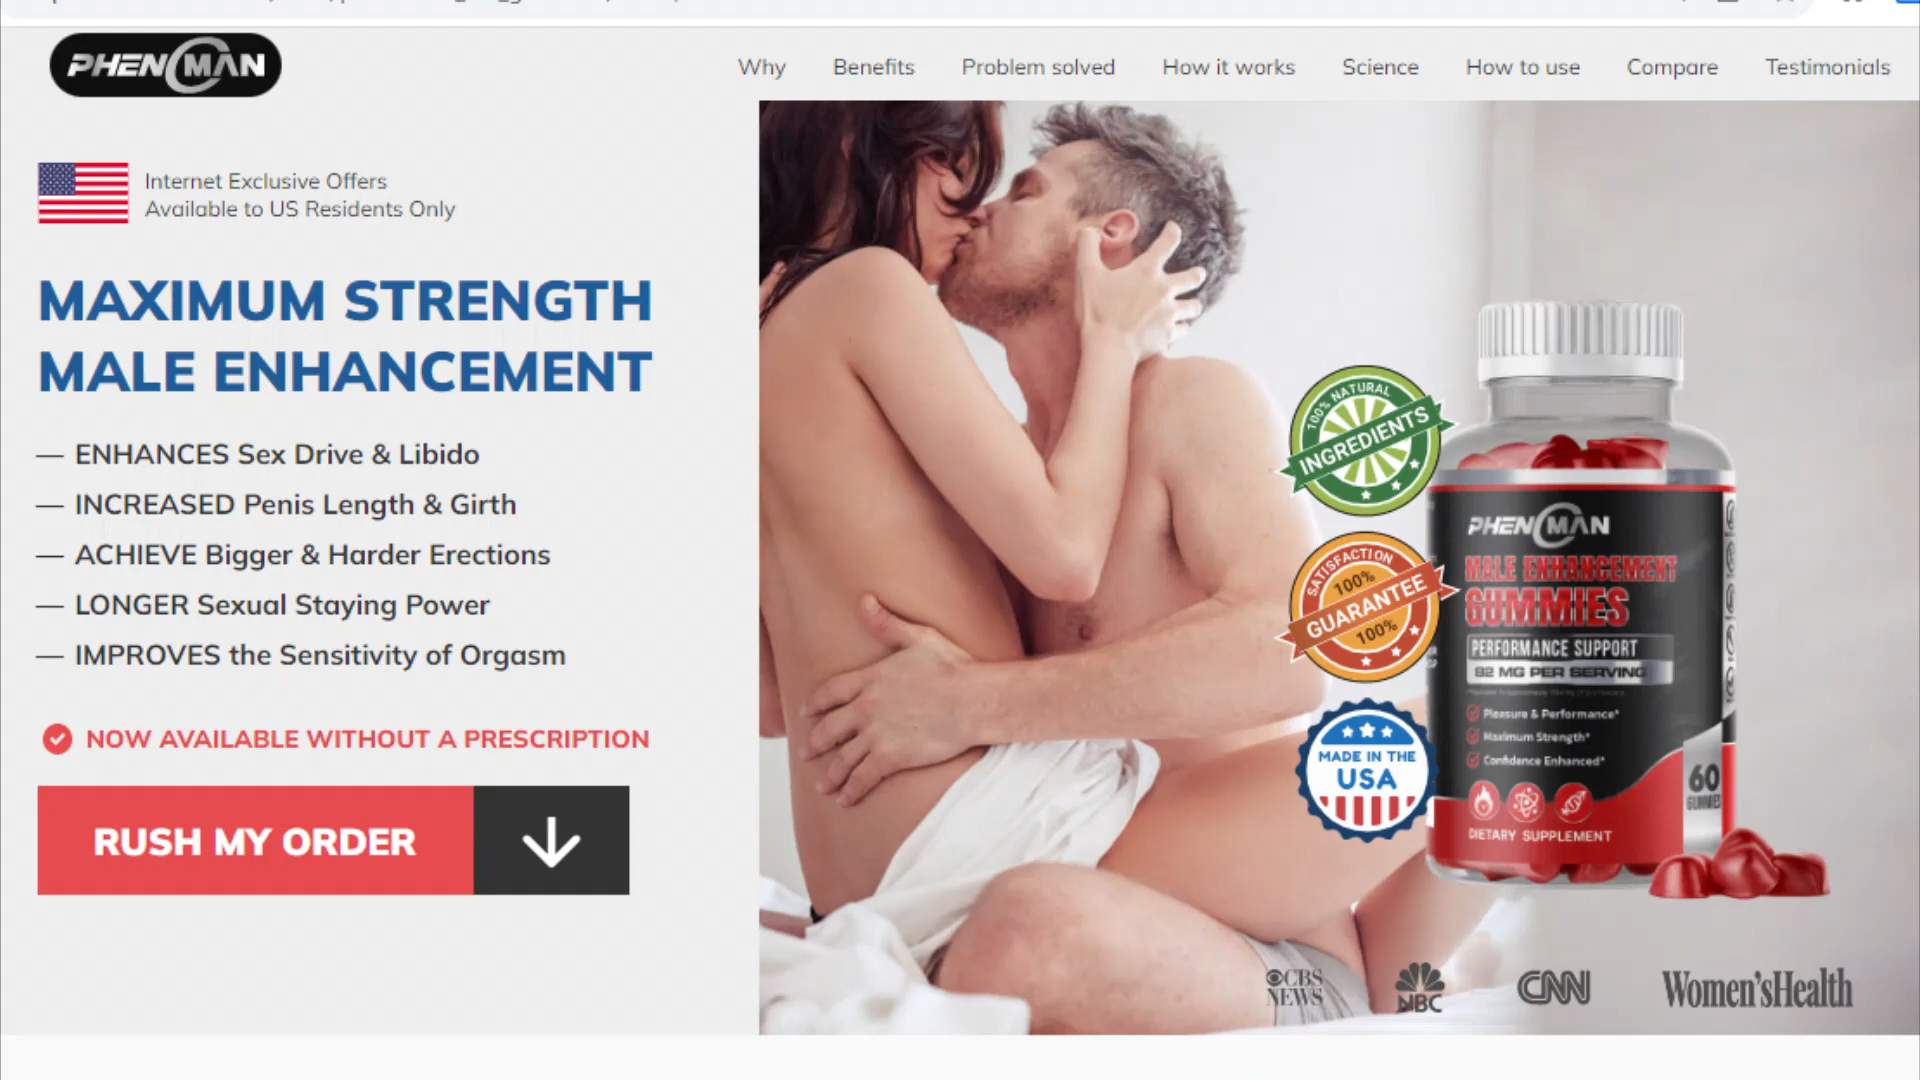 PHENOMAN
Why Benefits Problem solved How it works Science How to use Compare Testimonials
Internet Exclusive Offers
Available to US Residents Only
MAXIMUM STRENGTH
MALE ENHANCEMENT
— ENHANCES Sex Drive & Libido
— INCREASED Penis Length & Girth
— ACHIEVE Bigger & Harder Erections
— LONGER Sexual Staying Power
— IMPROVES the Sensitivity of Orgasm
NOW AVAILABLE WITHOUT A PRESCRIPTION
RUSH MY ORDER
100% NATURAL
INGREDIENTS
SATISFACTION
100%
GUARANTEE
100%
MADE IN THE
USA
PHENOMAN
MALE ENHANCEMENT
GUMMIES
PERFORMANCE SUPPORT
82 MG PER SERVING
Pleasure & Performance*
Maximum Strength*
Confidence Enhanced*
60
GUMMIES
DIETARY SUPPLEMENT
CBS
NEWS
NBC
CNN
Women'sHealth